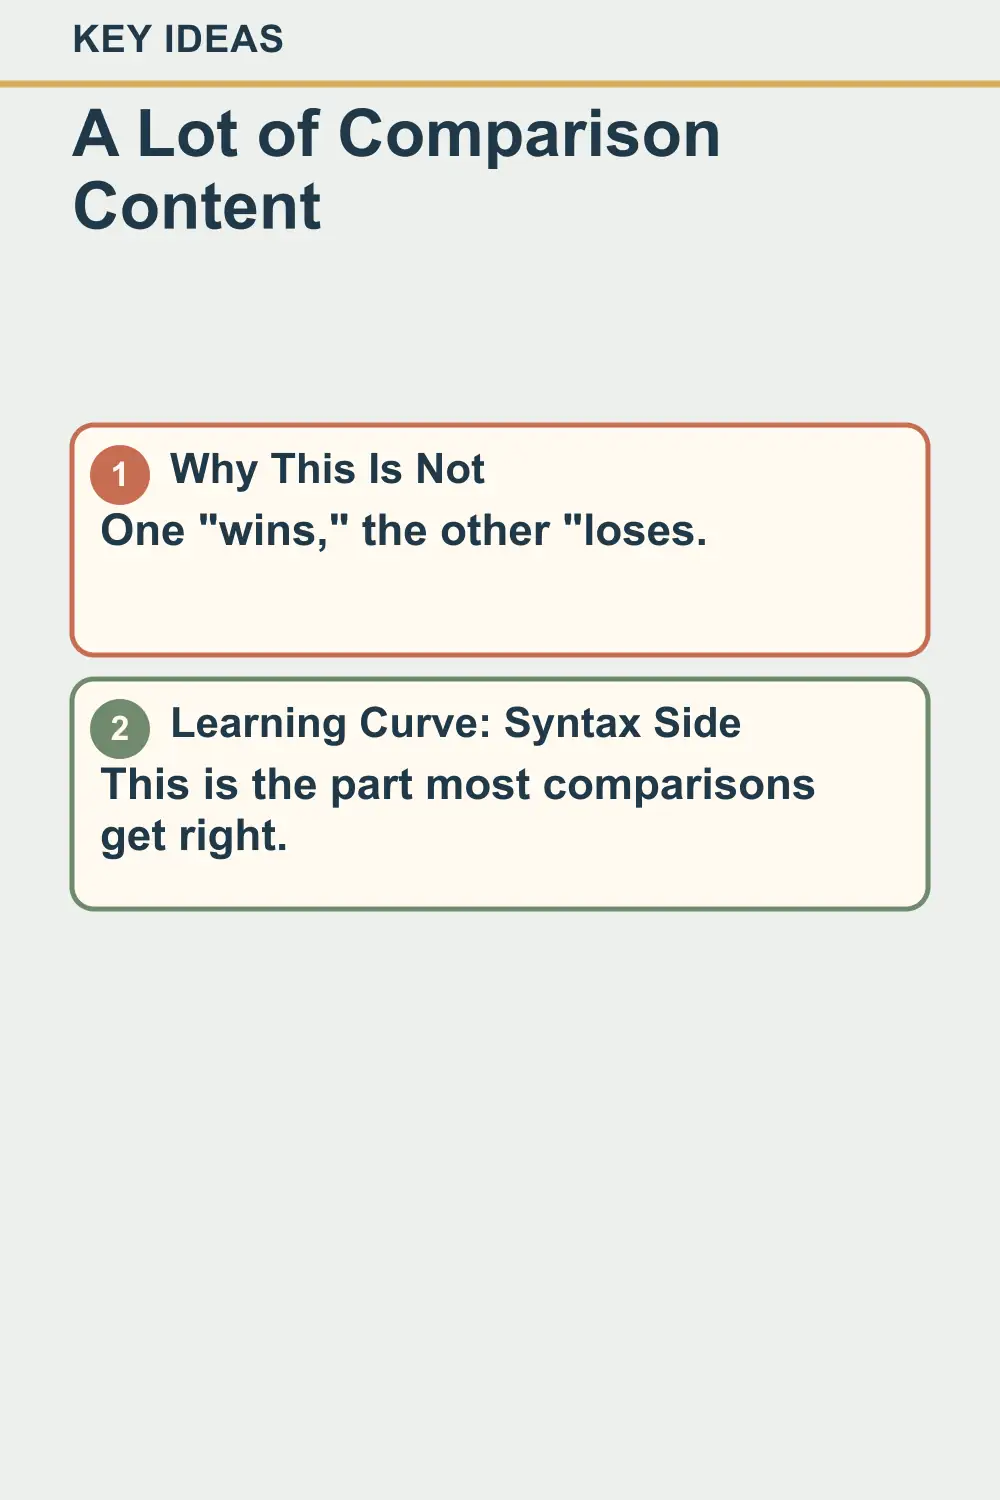 KEY IDEAS
A Lot of Comparison
Content
1 Why This Is Not
One "wins," the other "loses.
2 Learning Curve: Syntax Side
This is the part most comparisons
get right.